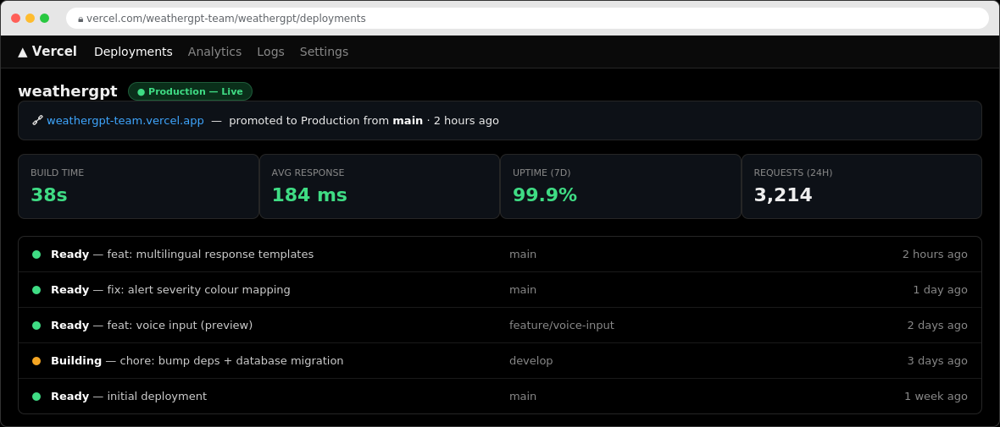 vercel.com/weathergpt-team/weathergpt/deployments
▲ Vercel Deployments Analytics Logs Settings
weathergpt ● Production — Live
weathergpt-team.vercel.app — promoted to Production from main · 2 hours ago
BUILD TIME AVG RESPONSE UPTIME (7D) REQUESTS (24H)
38s 184 ms 99.9% 3,214
Ready — feat: multilingual response templates main 2 hours ago
Ready — fix: alert severity colour mapping main 1 day ago
Ready — feat: voice input (preview) feature/voice-input 2 days ago
Building — chore: bump deps + database migration develop 3 days ago
Ready — initial deployment main 1 week ago